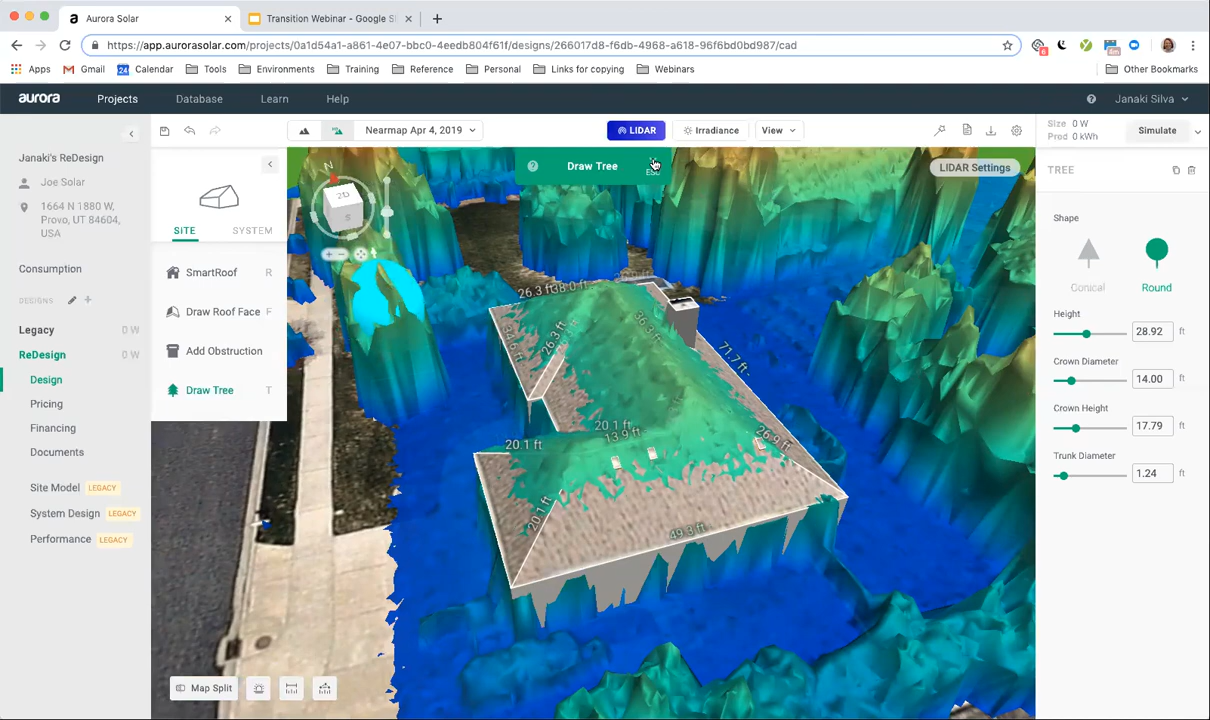 Aurora Solar
Transition Webinar - Google Sl
https://app.aurorasolar.com/projects/0a1d54a1-a861-4e07-bbc0-4eedb804f61f/designs/266017d8-f6db-4968-a618-96f6bd0bd987/cad
Apps Gmail Calendar Tools Environments Training Reference Personal Links for copying Webinars Other Bookmarks
aurora Projects Database Learn Help Janaki Silva
Nearmap Apr 4, 2019 LIDAR Irradiance View
Size 0 W
Prod 0 kWh
Simulate
Janaki's ReDesign
Joe Solar
1664 N 1880 W,
Provo, UT 84604,
USA
Consumption
DESIGNS
Legacy 0 W
ReDesign 0 W
Design
Pricing
Financing
Documents
Site Model LEGACY
System Design LEGACY
Performance LEGACY
SITE SYSTEM
SmartRoof R
Draw Roof Face F
Add Obstruction O
Draw Tree T
Draw Tree
ESC
LIDAR Settings
N
2D
S
26.3 ft
38.0 ft
26.3 ft
36.3 ft
71.7 ft
20.1 ft
20.1 ft
13.9 ft
26.9 ft
20.1 ft
49.3 ft
Map Split
TREE
Shape
Conical Round
Height
28.92 ft
Crown Diameter
14.00 ft
Crown Height
17.79 ft
Trunk Diameter
1.24 ft